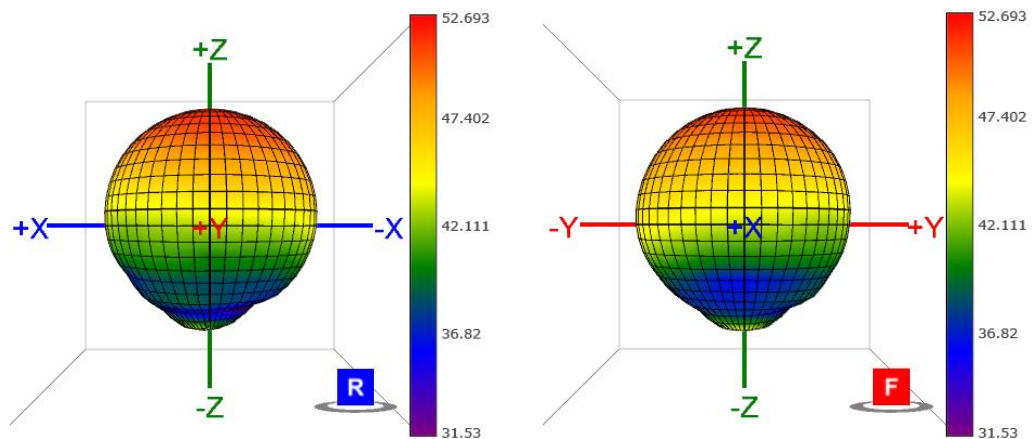 +Z
+X
+Y
-X
-Z
R
52.693
47.402
42.111
36.82
31.53
+Z
-Y
+X
+Y
-Z
F
52.693
47.402
42.111
36.82
31.53